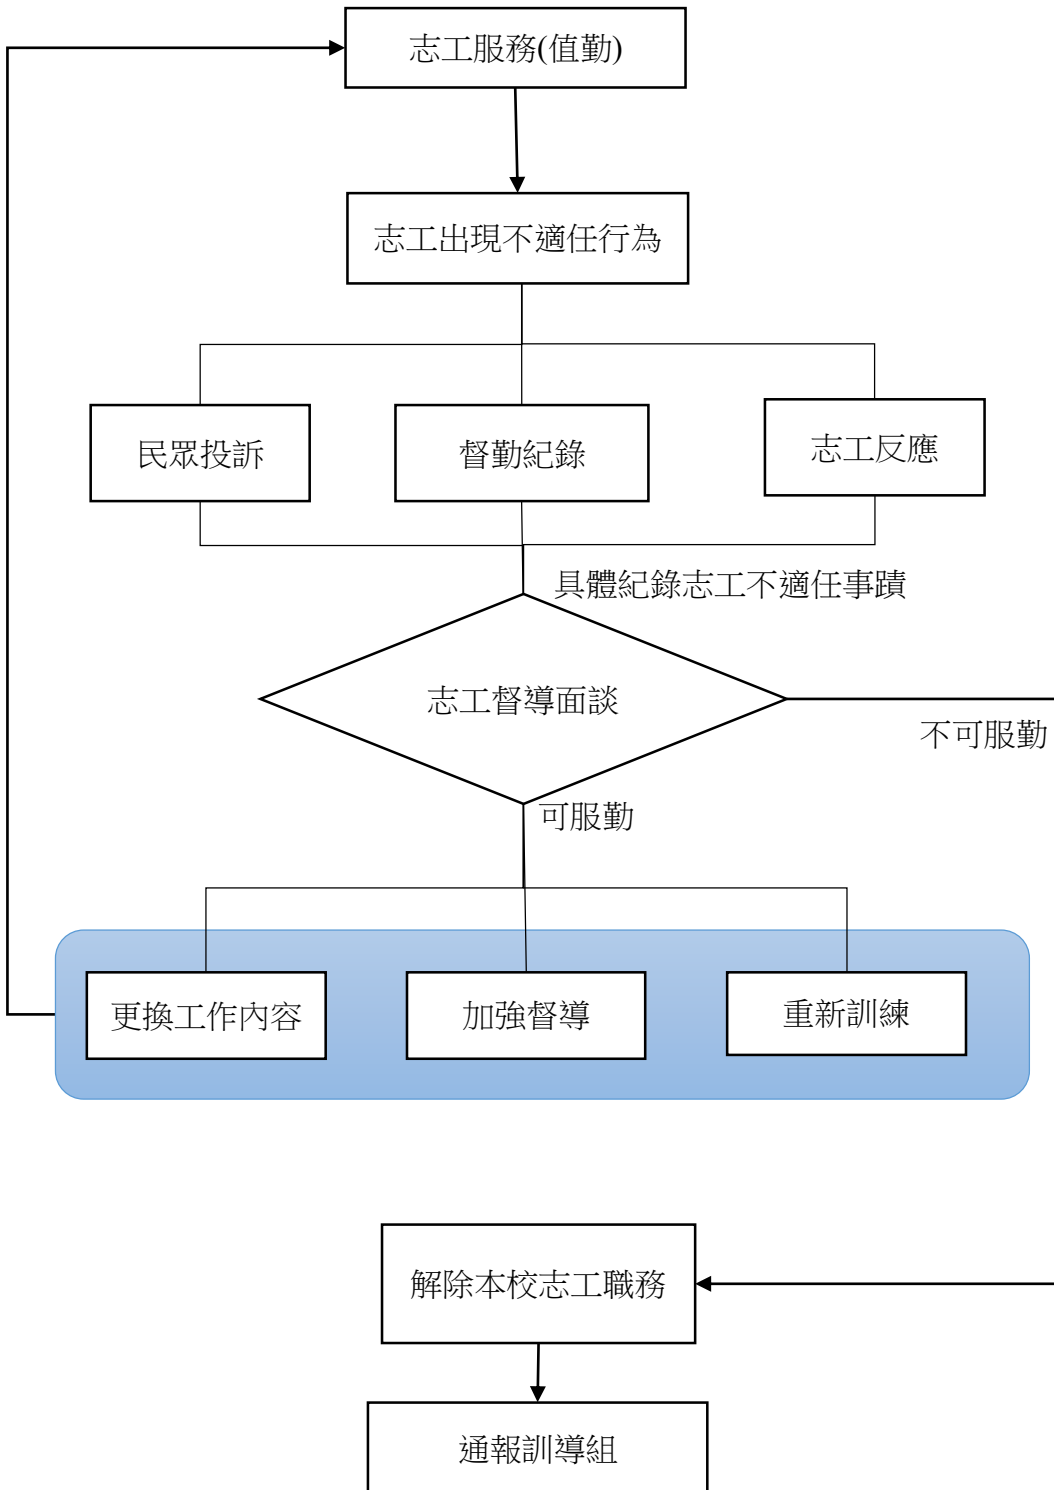 志工服務(值勤)
志工出現不適任行為
民眾投訴
督勤紀錄
志工反應
具體紀錄志工不適任事蹟
志工督導面談
不可服勤
可服勤
更換工作內容
加強督導
重新訓練
解除本校志工職務
通報訓導組